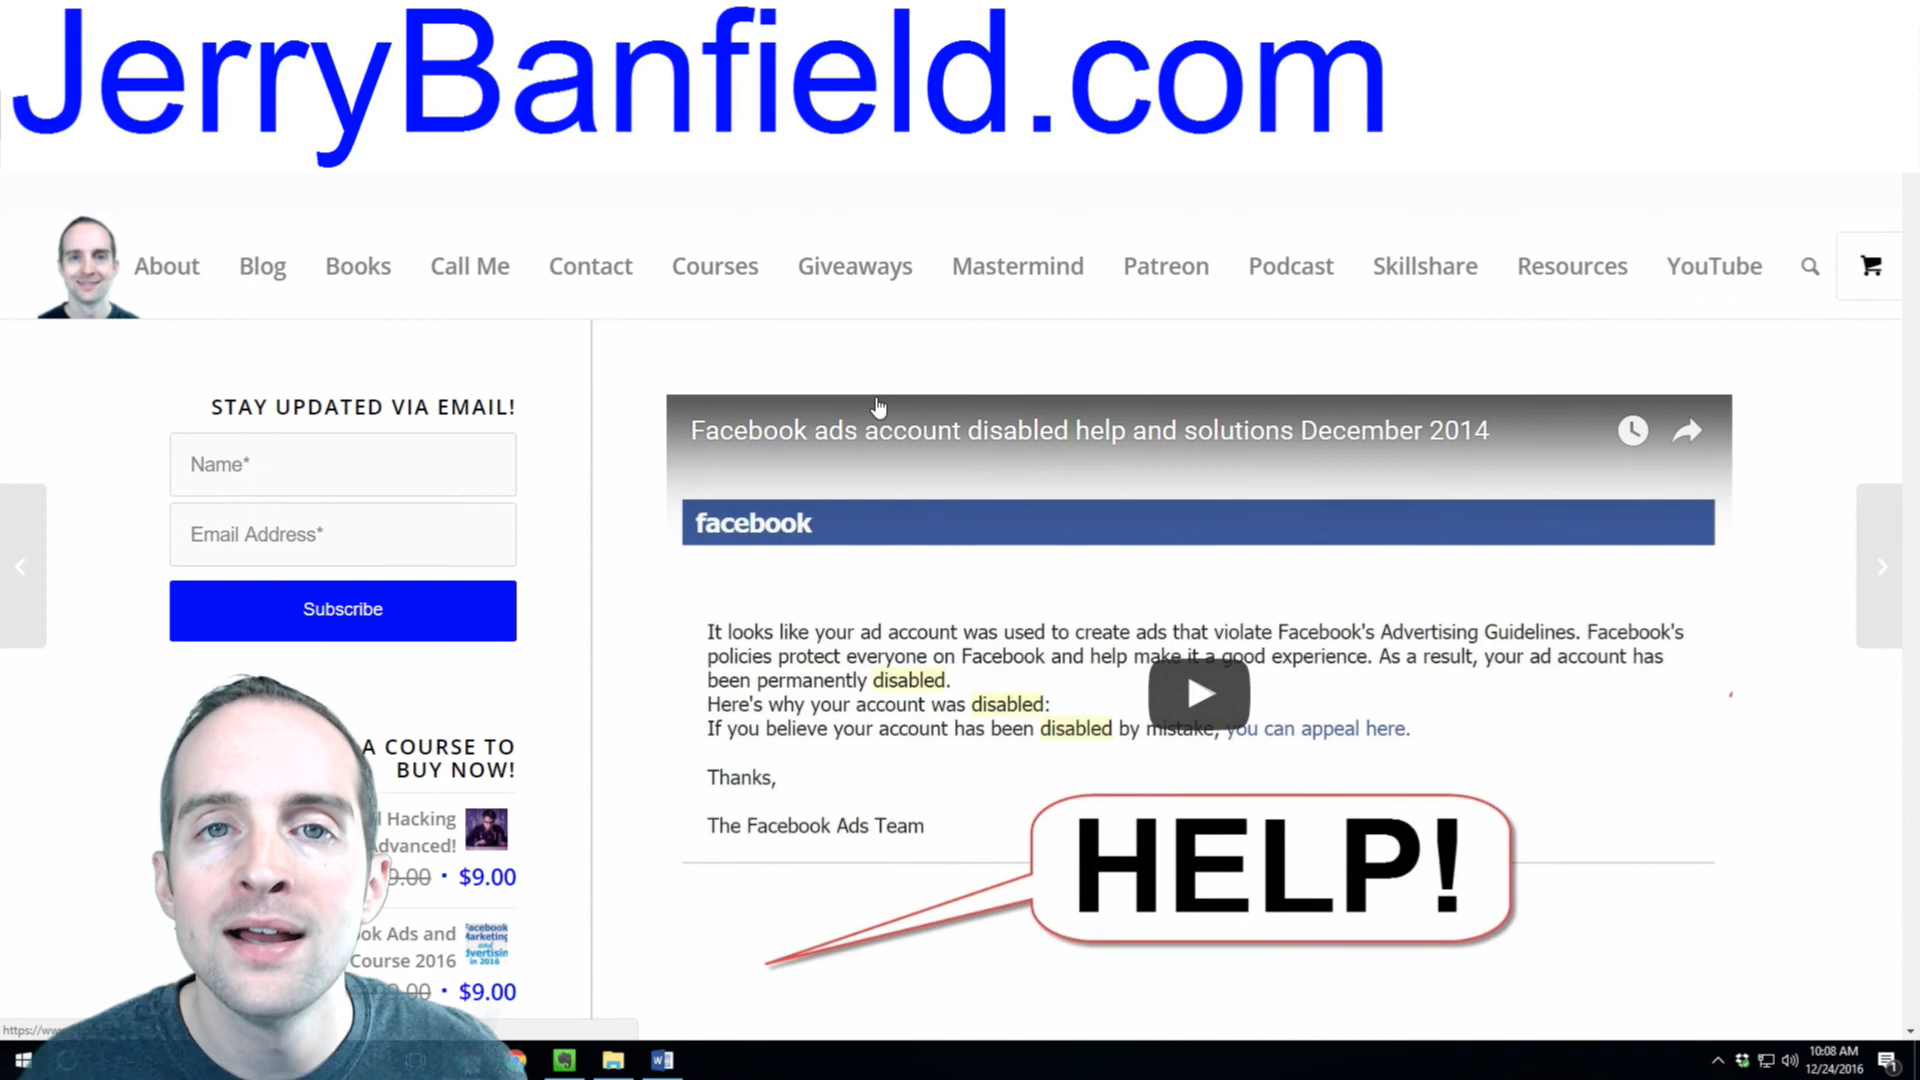 JerryBanfield.com
About Blog Books Call Me Contact Courses Giveaways Mastermind Patreon Podcast Skillshare Resources YouTube
STAY UPDATED VIA EMAIL!
Name*
Email Address*
Subscribe
A COURSE TO
BUY NOW!
Hacking
dvanced!
9.00 · $9.00
ok Ads and
Course 2016
.00 · $9.00
Facebook ads account disabled help and solutions December 2014
facebook
It looks like your ad account was used to create ads that violate Facebook's Advertising Guidelines. Facebook's
policies protect everyone on Facebook and help make it a good experience. As a result, your ad account has
been permanently disabled.
Here's why your account was disabled:
If you believe your account has been disabled by mistake, you can appeal here.
Thanks,
The Facebook Ads Team
HELP!
https://ww
10:08 AM
12/24/2016